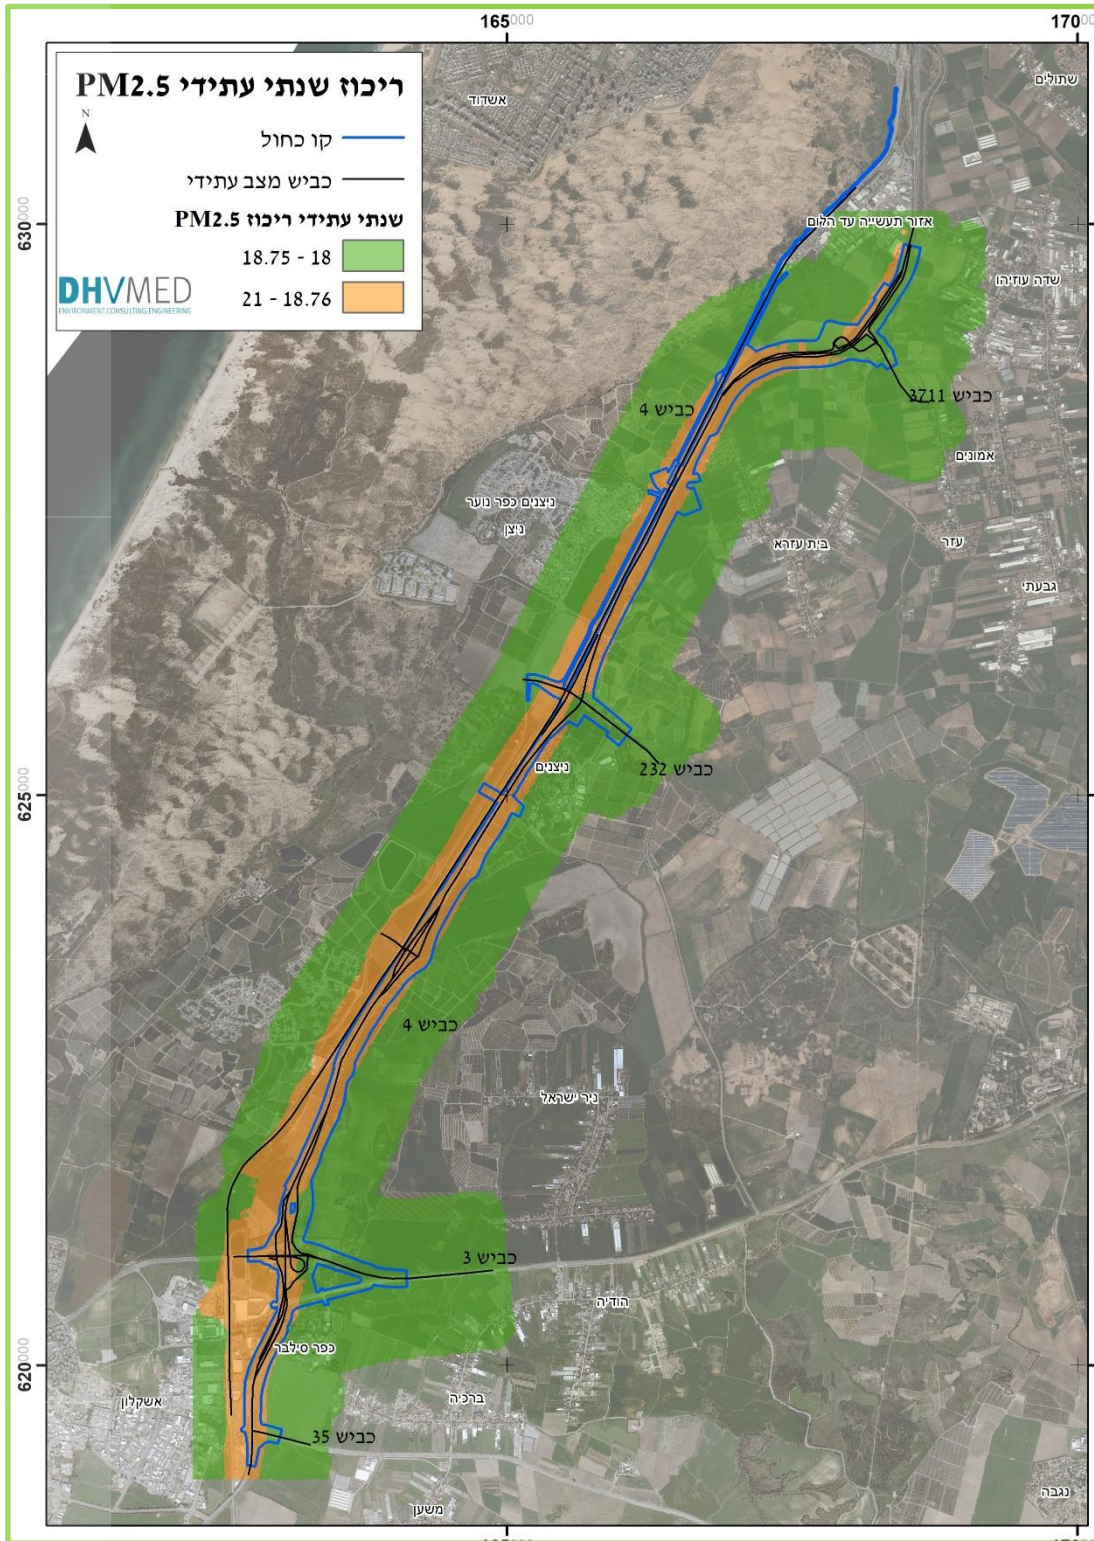 165000
170000
ריכוז שנתי עתידי PM2.5
N
קו כחול
כביש מצב עתידי
שנתי עתידי ריכוז PM2.5
18.75 - 18
21 - 18.76
DHVMED
ENVIRONMENT.CONSULTING.ENGINEERING
אשדוד
שתולים
630000
אזור תעשייה עד הלום
שדה עוזיהו
כביש 3711
כביש 4
אמונים
ניצנים כפר נוער
ניצן
בית עזרא
עזר
גבעתי
כביש 232
ניצנים
625000
כביש 4
ניר ישראל
כביש 3
הודיה
כפר סילבר
620000
אשקלון
ברכיה
כביש 35
משען
נגבה